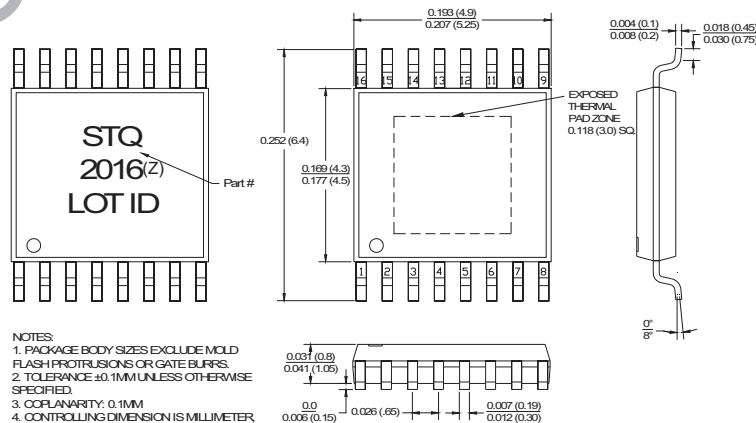 0.193 (4.9)
0.207 (5.25)
0.004 (0.1)
0.008 (0.2)
0.018 (0.45)
0.030 (0.75)
16 15 14 13 12 11 10 9
EXPOSED
THERMAL
PAD ZONE
0.118 (3.0) SQ.
STQ
2016(Z)
LOT ID
Part #
0.252 (6.4)
0.169 (4.3)
0.177 (4.5)
1 2 3 4 5 6 7 8
0°
8°
NOTES:
1. PACKAGE BODY SIZES EXCLUDE MOLD
FLASH PROTRUSIONS OR GATE BURRS.
2. TOLERANCE ±0.1MM UNLESS OTHERWISE
SPECIFIED.
3. COPLANARITY: 0.1MM
4. CONTROLLING DIMENSION IS MILLIMETER,
0.031 (0.8)
0.041 (1.05)
0.0
0.006 (0.15)
0.026 (.65)
0.007 (0.19)
0.012 (0.30)